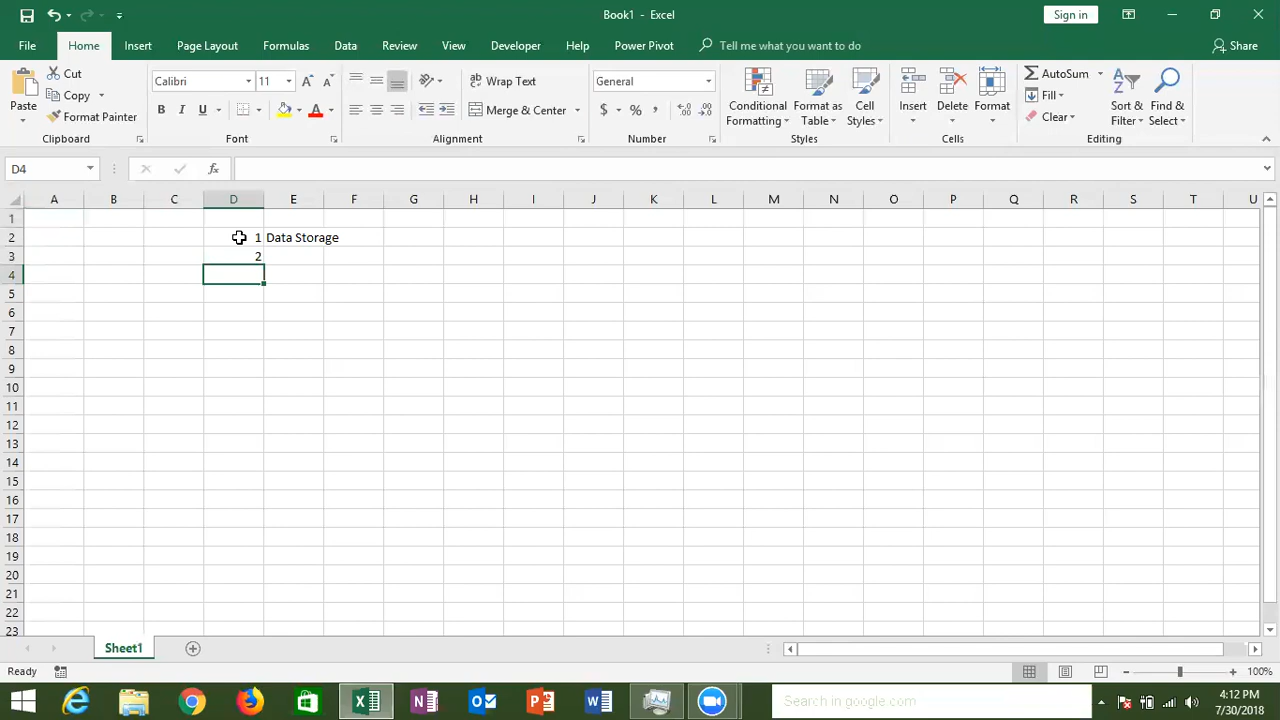 Book1 - Excel
Sign in
File Home Insert Page Layout Formulas Data Review View Developer Help Power Pivot Tell me what you want to do Share
Paste
Cut
Copy
Format Painter
Clipboard
Calibri 11
A A
B I U A
Font
ab Wrap Text
Merge & Center
Alignment
General
$ % ,
Number
Conditional Formatting
Format as Table
Cell Styles
Styles
Insert
Delete
Format
Cells
AutoSum
Fill
Clear
Sort & Filter
Find & Select
Editing
D4 fx
A B C D E F G H I J K L M N O P Q R S T U
1
2 1 Data Storage
3 2
4
5
6
7
8
9
10
11
12
13
14
15
16
17
18
19
20
21
22
23
Sheet1
Ready 100%
Search in google.com
4:12 PM
7/30/2018